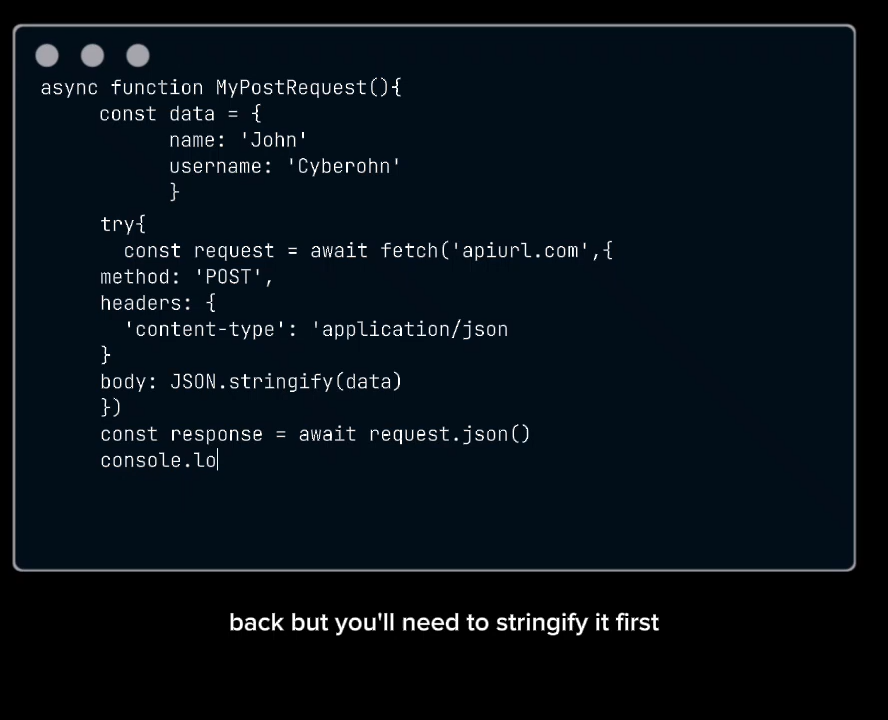 async function MyPostRequest(){
const data = {
name: 'John'
username: 'Cyberohn'
}
try{
const request = await fetch('apiurl.com',{
method: 'POST',
headers: {
'content-type': 'application/json
}
body: JSON.stringify(data)
})
const response = await request.json()
console.lo
back but you'll need to stringify it first